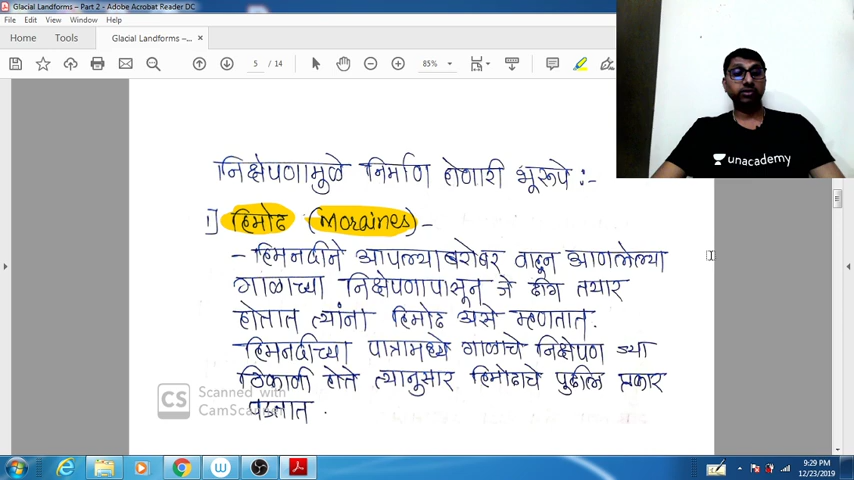 Glacial Landforms - Part 2 - Adobe Acrobat Reader DC
File Edit View Window Help
Home Tools Glacial Landforms –... ×
5 / 14 85%
unacademy
निक्षेपणामुळे निर्माण होणारी भूरूपे :-
1] हिमोढ (Moraines) -
- हिमनदीने आपल्याबरोबर वाहून आणलेल्या
गाळाच्या निक्षेपणापासून जे ढीग तयार
होतात त्यांना हिमोढ असे म्हणतात.
हिमनदीच्या पात्रामध्ये गाळाचे निक्षेपण ज्या
ठिकाणी होते त्यानुसार हिमोढाचे पुढील प्रकार
पडतात .
CS Scanned with
CamScanner
9:29 PM
12/23/2019